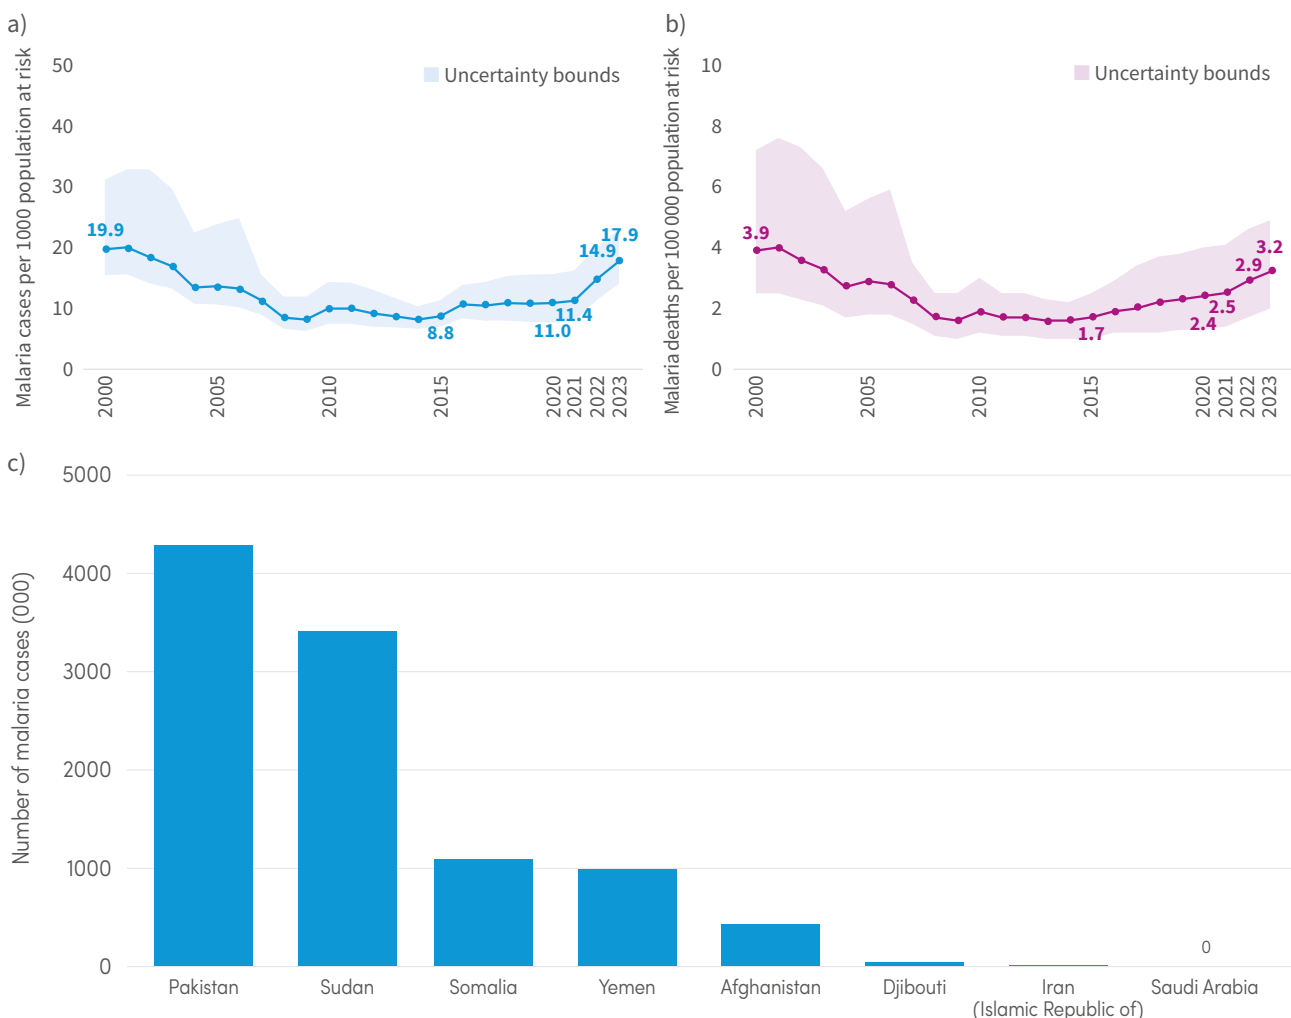 a)
Malaria cases per 1000 population at risk
50
40
30
20
10
0
Uncertainty bounds
19.9
8.8
11.0
11.4
14.9
17.9
2000
2005
2010
2015
2020
2021
2022
2023
b)
Malaria deaths per 100 000 population at risk
10
8
6
4
2
0
Uncertainty bounds
3.9
1.7
2.4
2.5
2.9
3.2
2000
2005
2010
2015
2020
2021
2022
2023
c)
Number of malaria cases (000)
5000
4000
3000
2000
1000
0
0
Pakistan
Sudan
Somalia
Yemen
Afghanistan
Djibouti
Iran
(Islamic Republic of)
Saudi Arabia